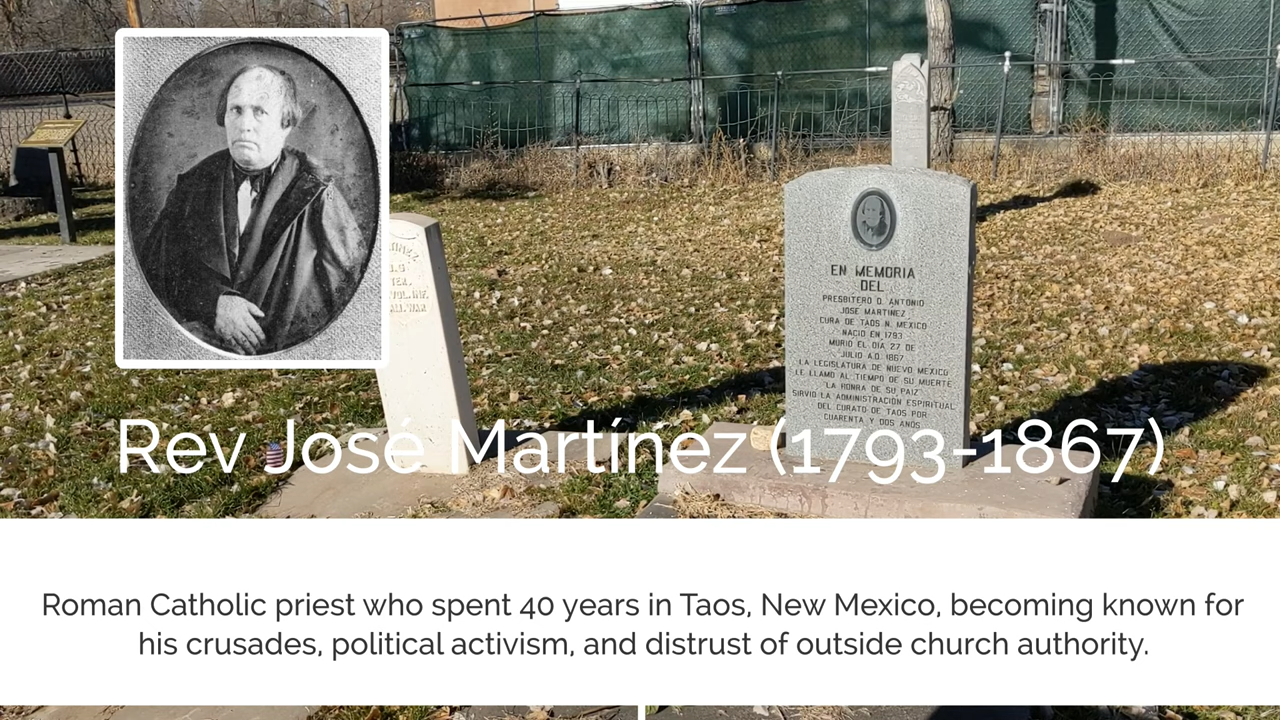 TINEZ
VOL. INF.
EN MEMORIA
DEL
PRESBITERO D. ANTONIO
JOSE MARTINEZ
CURA DE TAOS N. MEXICO
NACIO EN 1793
MURIO EL DIA 27 DE
JULIO A.D. 1867
LA LEGISLATURA DE NUEVO MEXICO
LE LLAMO AL TIEMPO DE SU MUERTE
LA HONRA DE SU PAIZ
SIRVIO LA ADMINISTRACION ESPIRITUAL
DEL CURATO DE TAOS POR
CUARENTA Y DOS ANOS
Rev José Martínez (1793-1867)
Roman Catholic priest who spent 40 years in Taos, New Mexico, becoming known for
his crusades, political activism, and distrust of outside church authority.